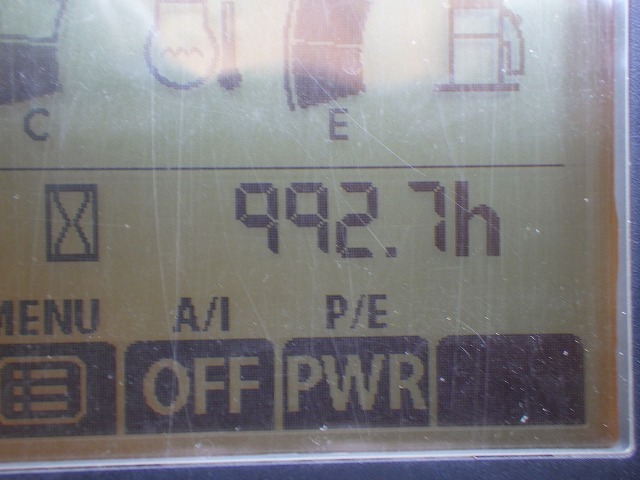 C E
992.7h
MENU A/I P/E
OFF PWR